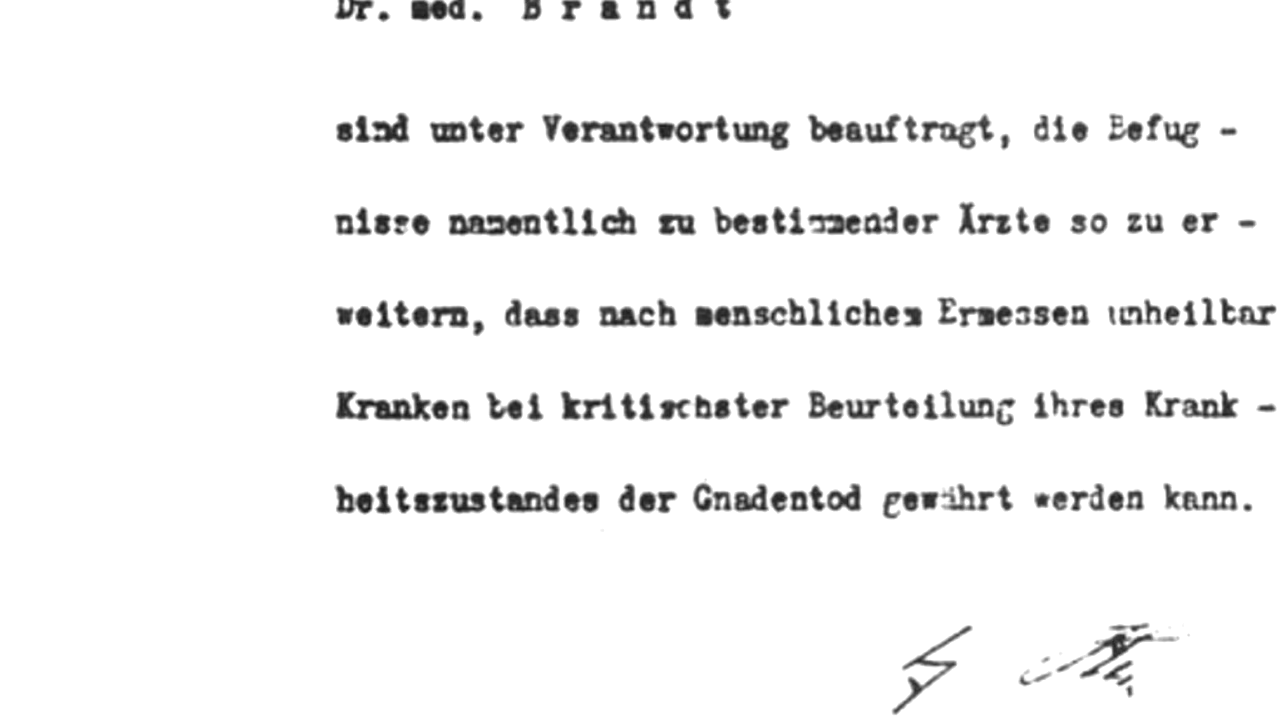 Dr. med. B r a n d t
sind unter Verantwortung beauftragt, die Befug -
nisse namentlich zu bestimmender Ärzte so zu er -
weitern, dass nach menschlichem Ermessen unheilbar
Kranken bei kritischster Beurteilung ihres Krank -
heitszustandes der Gnadentod gewährt werden kann.